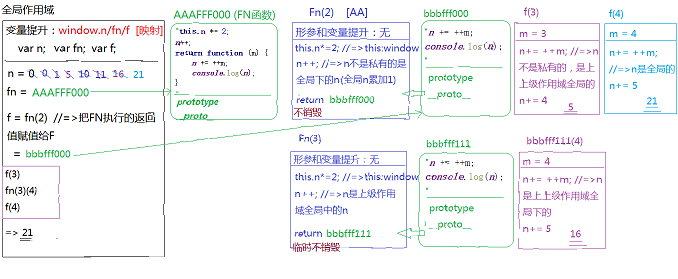 全局作用域
变量提升：window.n/fn/f [映射]
var n; var fn; var f;
n = 0 0 1 5 10 11 16 21
fn = AAAFFF000
f = fn(2) //=>把FN执行的返回
值赋值给F
= bbbfff000
f(3)
fn(3)(4)
f(4)
=> 21
AAAFFF000 (FN函数)
"this.n *= 2;
n++;
return function (m) {
n += ++m;
console.log(n);
}
"
prototype
__proto__
Fn(2) [AA]
形参和变量提升：无
this.n*=2; //=>this:window
n++; //=>n不是私有的是
全局下的n(全局n累加1)
return bbbfff000
不销毁
bbbfff000
"n += ++m;
console.log(n);
"
prototype
__proto__
f(3)
m = 3
n+= ++m; //=>n
不是私有的，是上
上级作用域全局的
n+= 4
5
f(4)
m = 4
n+= ++m;
//=>n是全局的
n+= 5
21
Fn(3)
形参和变量提升：无
this.n*=2; //=>this:window
n++; //=>n是上级作用
域全局中的n
return bbbfff111
临时不销毁
bbbfff111
"n += ++m;
console.log(n);
"
prototype
__proto__
bbbfff111(4)
m = 4
n+= ++m; //=>n
是上上级作用域全
局下的
n+= 5
16